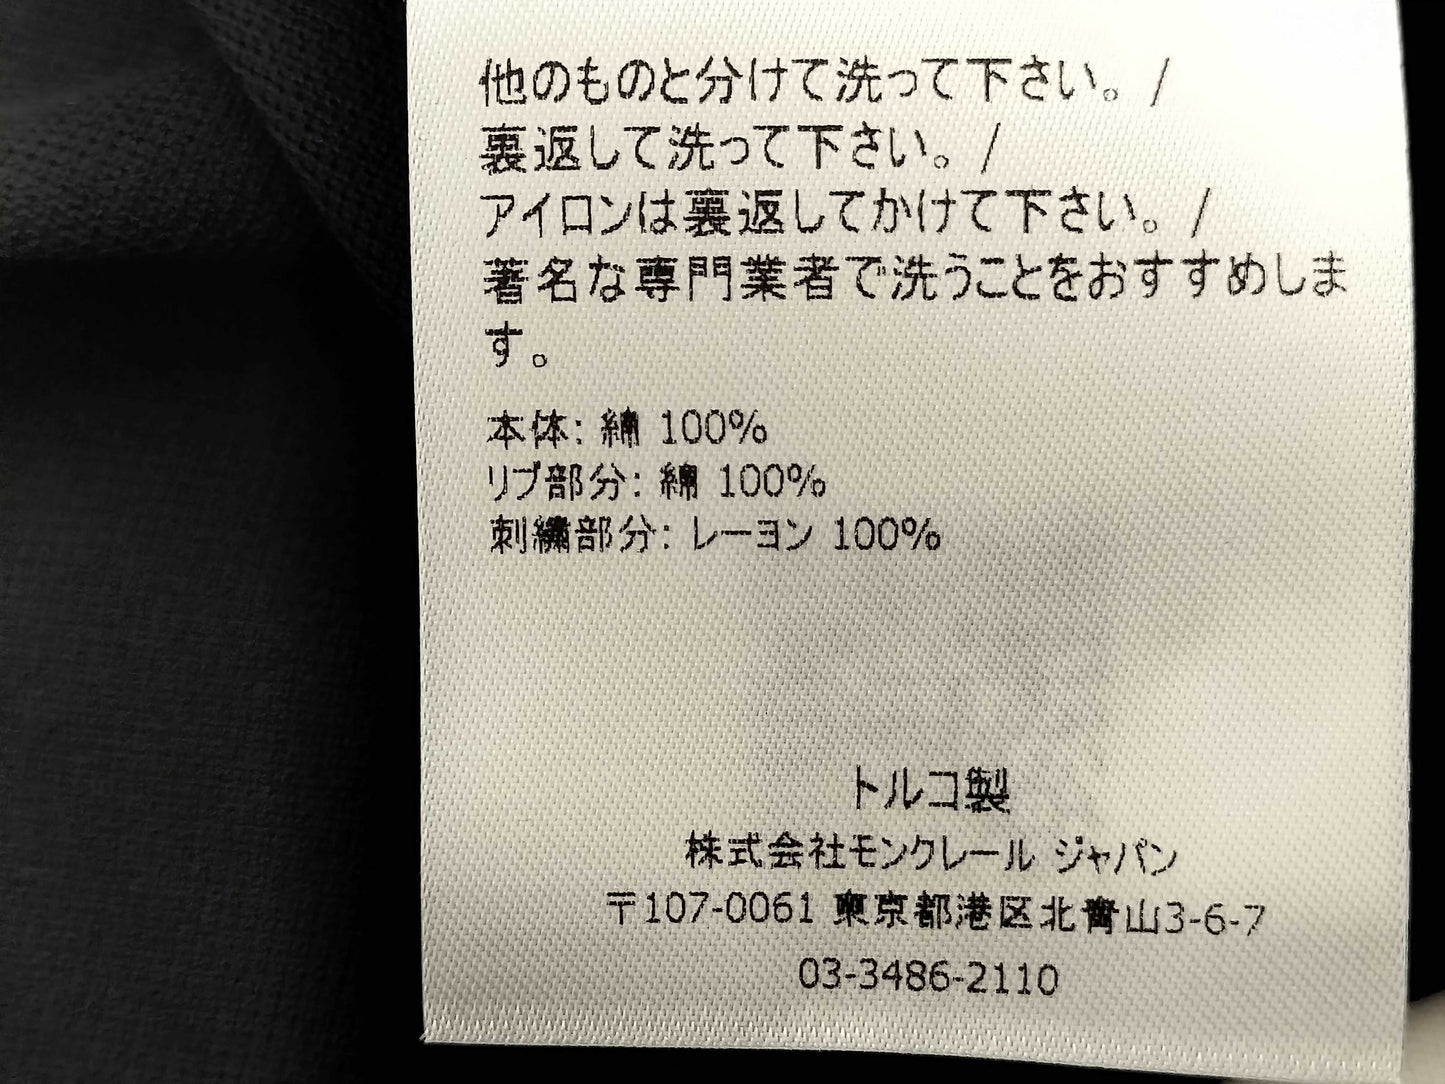 他のものと分けて洗って下さい。/
裏返して洗って下さい。/
アイロンは裏返してかけて下さい。/
著名な専門業者で洗うことをおすすめしま
す。
本体: 綿 100%
リブ部分: 綿 100%
刺繍部分: レーヨン 100%
トルコ製
株式会社モンクレール ジャパン
〒107-0061 東京都港区北青山3-6-7
03-3486-2110